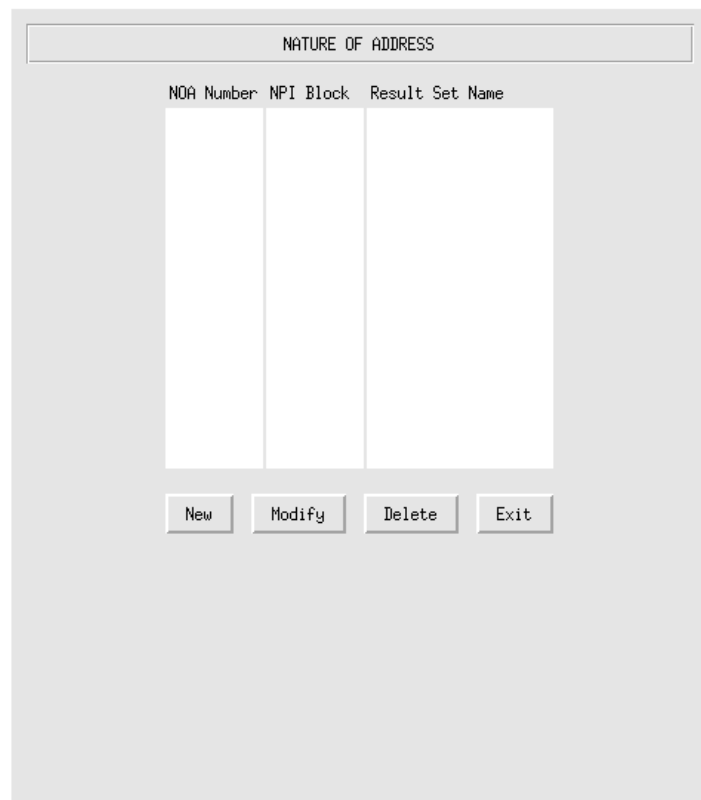 NATURE OF ADDRESS
NOA Number NPI Block Result Set Name
New Modify Delete Exit